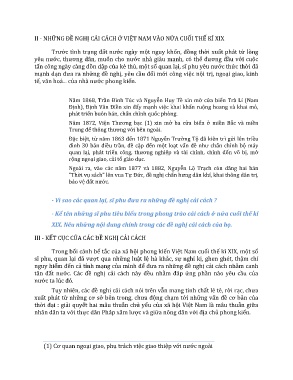 II - NHỮNG ĐỀ NGHỊ CẢI CÁCH Ở VIỆT NAM VÀO NỬA CUỐI THẾ KỈ XIX
Trước tình trạng đất nước ngày một nguy khốn, đồng thời xuất phát từ lòng
yêu nước, thương dân, muốn cho nước nhà giàu mạnh, có thể đương đầu với cuộc
tấn công ngày càng dồn dập của kẻ thù, một số quan lại, sĩ phu yêu nước thức thời đã
mạnh dạn đưa ra những đề nghị, yêu cầu đổi mới công việc nội trị, ngoại giao, kinh
tế, văn hoá... của nhà nước phong kiến.
Năm 1868, Trần Đình Túc và Nguyễn Huy Tế xin mở cửa biển Trà Lí (Nam
Định), Đinh Văn Điền xin đẩy mạnh việc khai khẩn ruộng hoang và khai mỏ,
phát triển buôn bán, chấn chỉnh quốc phòng.
Năm 1872, Viện Thương bạc (1) xin mở ba cửa biển ở miền Bắc và miền
Trung để thông thương với bên ngoài.
Đặc biệt, từ năm 1863 đến 1871 Nguyễn Trường Tộ đã kiên trì gửi lên triều
đình 30 bản điều trần, đề cập đến một loạt vấn đề như chấn chỉnh bộ máy
quan lại, phát triển công, thương nghiệp và tài chính, chỉnh đốn võ bị, mở
rộng ngoại giao, cải tổ giáo dục.
Ngoài ra, vào các năm 1877 và 1882, Nguyễn Lộ Trạch còn dâng hai bản
"Thời vụ sách" lên vua Tự Đức, đề nghị chấn hưng dân khí, khai thông dân trí,
bảo vệ đất nước.
- Vì sao các quan lại, sĩ phu đưa ra những đề nghị cải cách ?
- Kể tên những sĩ phu tiêu biểu trong phong trào cải cách ở nửa cuối thế kỉ
XIX. Nêu những nội dung chính trong các đề nghị cải cách của họ.
III - KẾT CỤC CỦA CÁC ĐỀ NGHỊ CẢI CÁCH
Trong bối cảnh bế tắc của xã hội phong kiến Việt Nam cuối thế kỉ XIX, một số
sĩ phu, quan lại đã vượt qua những luật lệ hà khắc, sự nghi kị, ghen ghét, thậm chí
nguy hiểm đến cả tính mạng của mình để đưa ra những đề nghị cải cách nhằm canh
tân đất nước. Các đề nghị cải cách này đều nhằm đáp ứng phần nào yêu cầu của
nước ta lúc đó.
Tuy nhiên, các đề nghị cải cách nói trên vẫn mang tính chất lẻ tẻ, rời rạc, chưa
xuất phát từ những cơ sở bên trong, chưa động chạm tới những vấn đề cơ bản của
thời đại : giải quyết hai mâu thuẫn chủ yếu của xã hội Việt Nam là mâu thuẫn giữa
nhân dân ta với thực dân Pháp xâm lược và giữa nông dân với địa chủ phong kiến.
(1) Cơ quan ngoại giao, phụ trách việc giao thiệp với nước ngoài